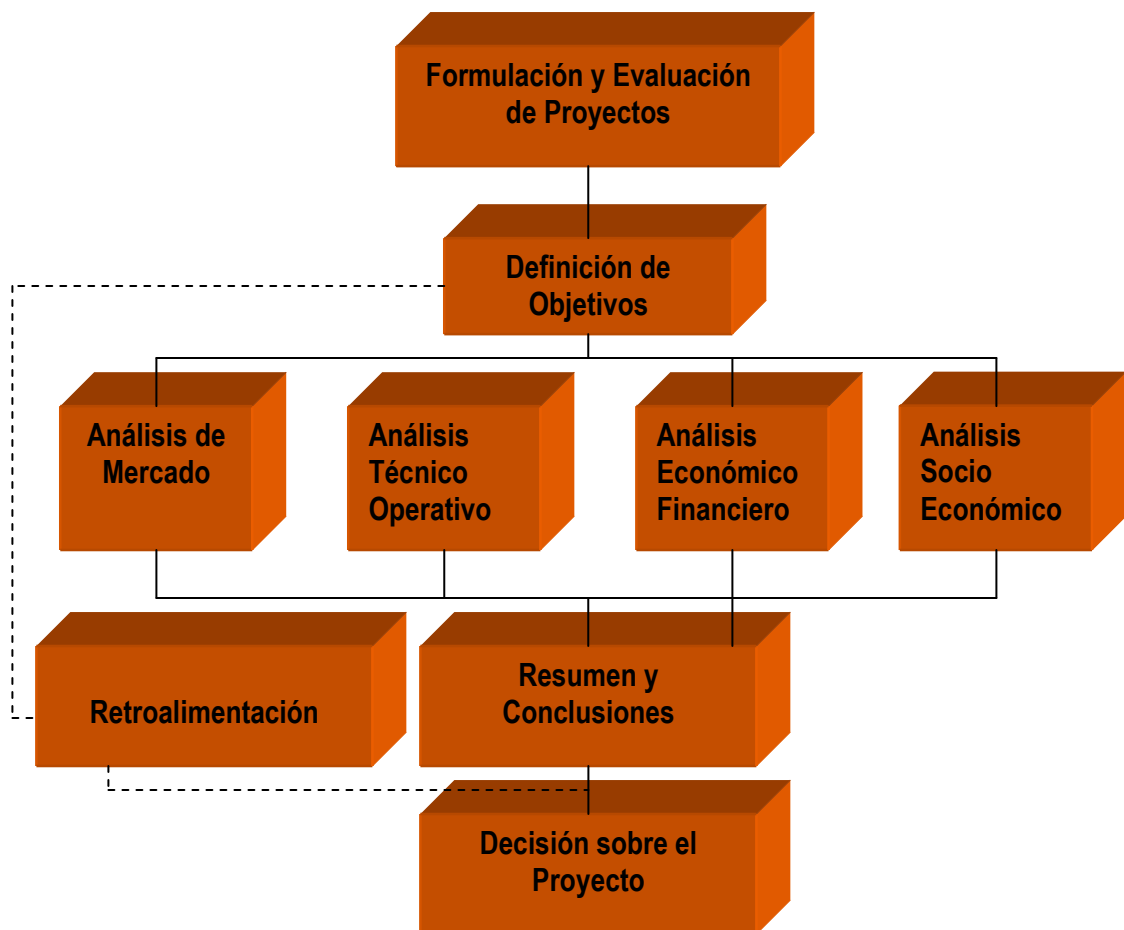 Formulación y Evaluación
de Proyectos
Definición de
Objetivos
Análisis de
Mercado
Análisis
Técnico
Operativo
Análisis
Económico
Financiero
Análisis
Socio
Económico
Retroalimentación
Resumen y
Conclusiones
Decisión sobre el
Proyecto